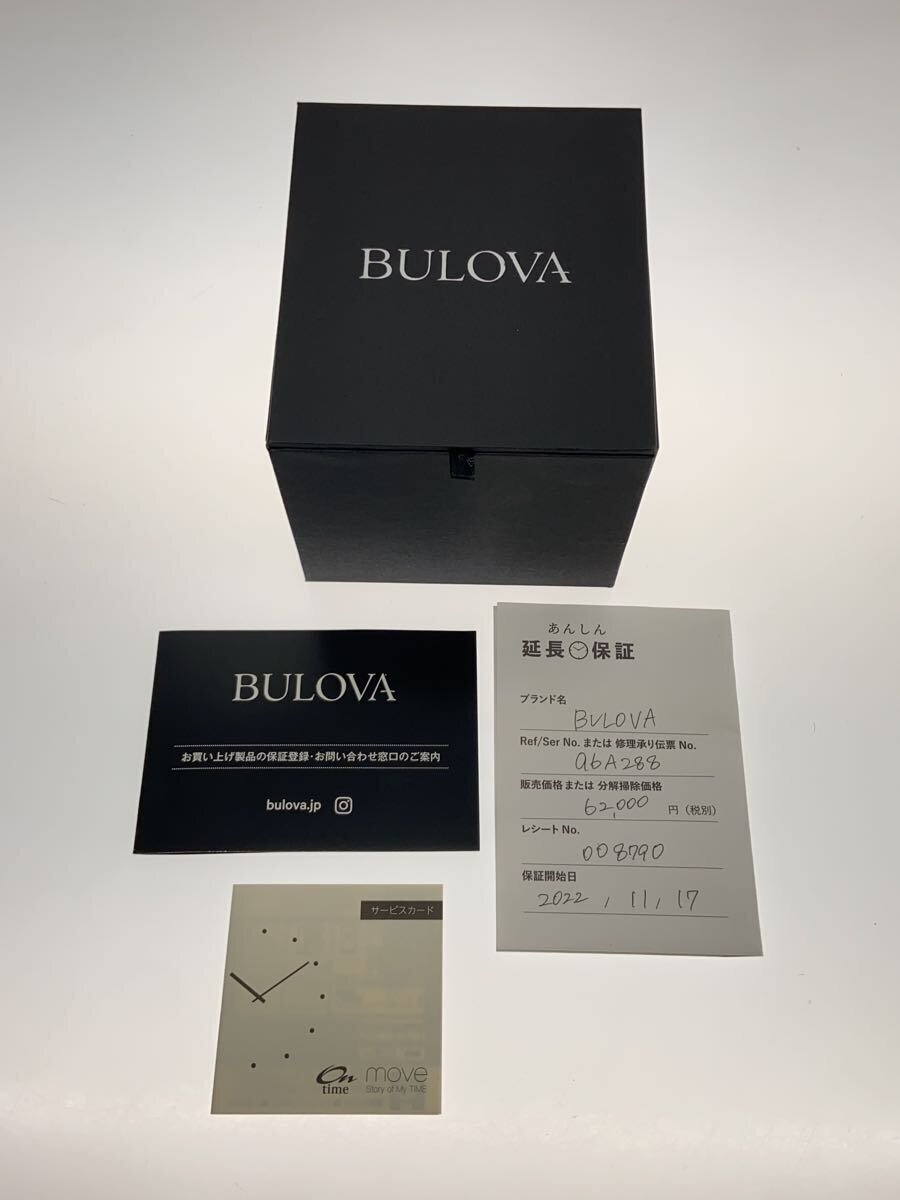 BULOVA
BULOVA
お買い上げ製品の保証登録・お問い合わせ窓口のご案内
bulova.jp
あんしん
延長保証
ブランド名
BULOVA
Ref/Ser No. または 修理承り伝票 No.
96A288
販売価格 または 分解掃除価格
62,000 円（税別）
レシート No.
008790
保証開始日
2022, 11, 17
サービスカード
On time
move
Story of My TIME